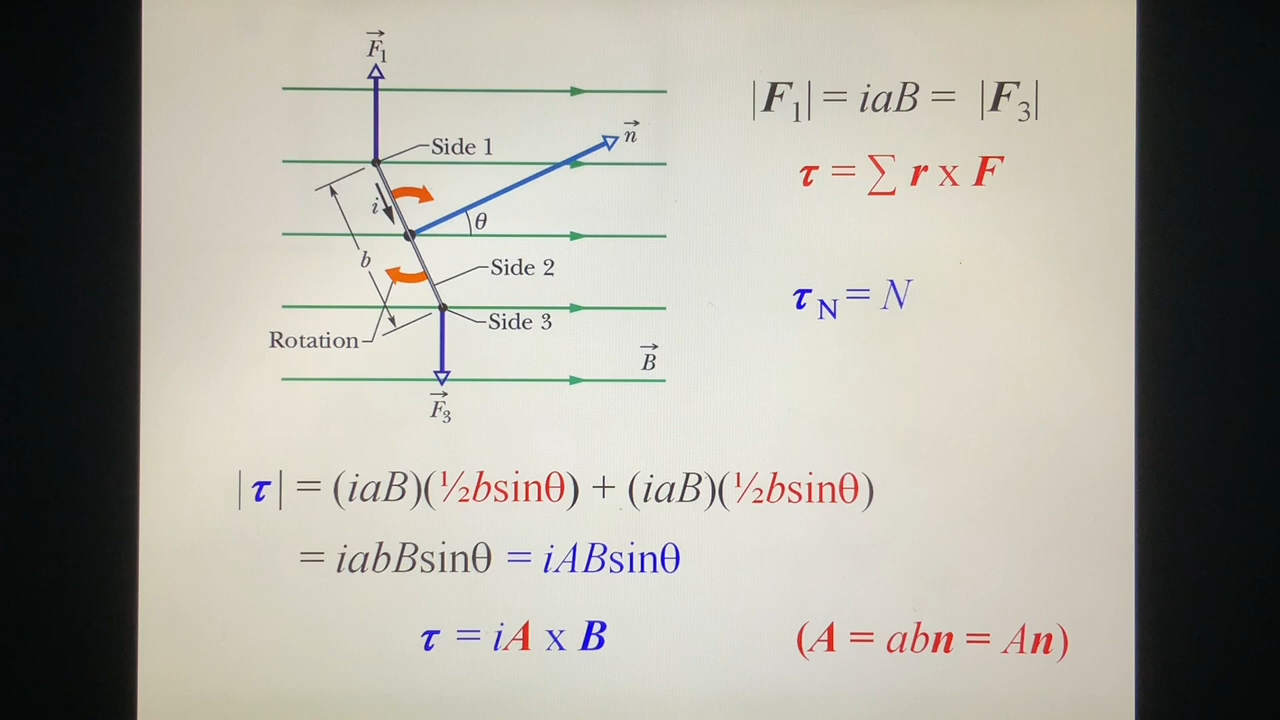 F₁
Side 1
n
i
θ
b
Side 2
Side 3
Rotation
B
F₃
|F₁| = iaB = |F₃|
τ = ∑ r x F
τ_N = N
|τ| = (iaB)(½bsinθ) + (iaB)(½bsinθ)
= iabBsinθ = iABsinθ
τ = iA x B
(A = abn = An)